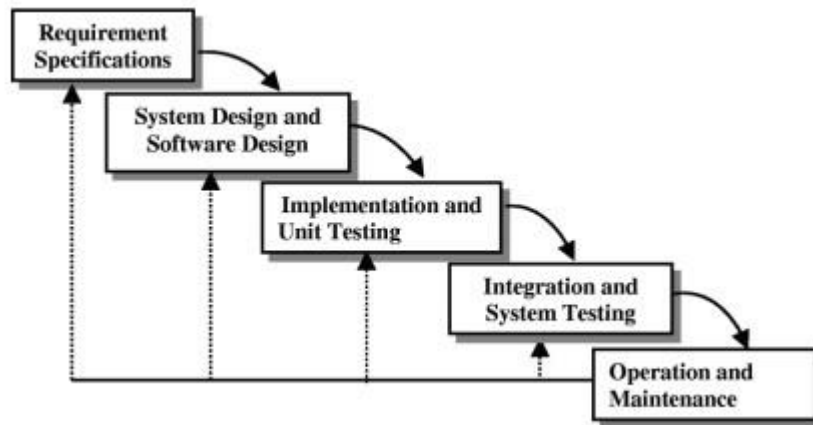 Requirement
Specifications
System Design and
Software Design
Implementation and
Unit Testing
Integration and
System Testing
Operation and
Maintenance